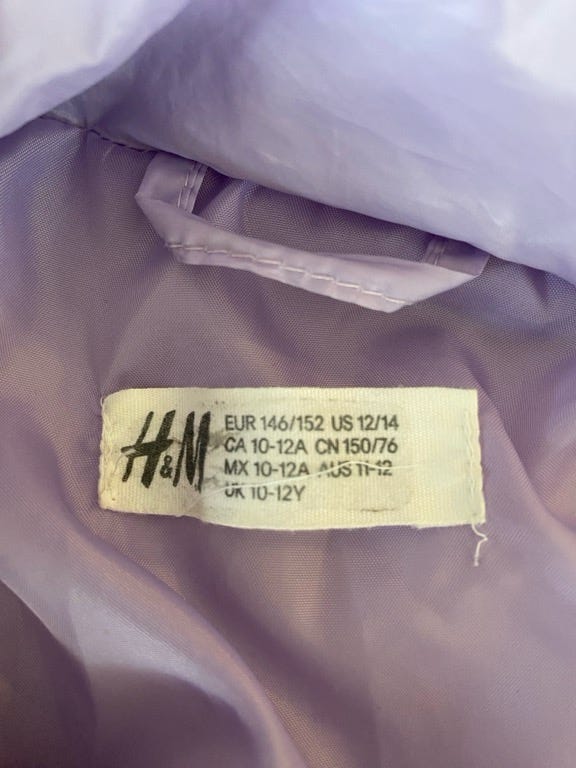 H&M
EUR 146/152 US 12/14
CA 10-12A CN 150/76
MX 10-12A AUS 11-12
UK 10-12Y